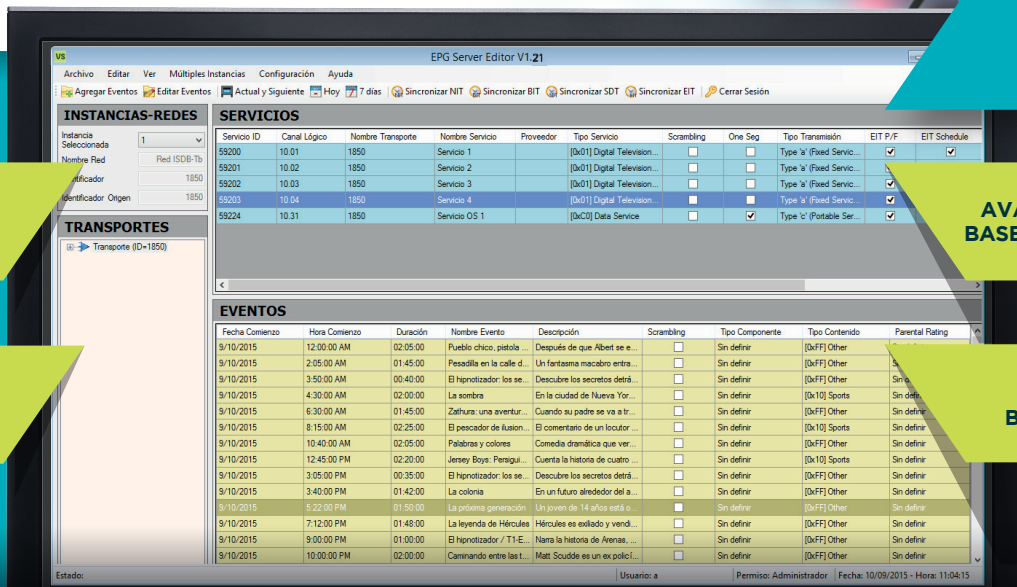 VS EPG Server Editor V1.21
Archivo Editar Ver Múltiples Instancias Configuración Ayuda
Agregar Eventos Editar Eventos Actual y Siguiente Hoy 7 días Sincronizar NIT Sincronizar BIT Sincronizar SDT Sincronizar EIT Cerrar Sesión
INSTANCIAS-REDES
Instancia
Seleccionada 1
Nombre Red Red ISDB-Tb
1850
Identificador Origen 1850
TRANSPORTES
Transporte (ID=1850)
SERVICIOS
Servicio ID Canal Lógico Nombre Transporte Nombre Servicio Proveedor Tipo Servicio Scrambling One Seg Tipo Transmisión EIT P/F EIT Schedule
59200 10.01 1850 Servicio 1 [0x01] Digital Television... Type 'a' (Fixed Servic...
59201 10.02 1850 Servicio 2 [0x01] Digital Television... Type 'a' (Fixed Servic...
59202 10.03 1850 Servicio 3 [0x01] Digital Television... Type 'a' (Fixed Servic...
59203 10.04 1850 Servicio 4 [0x01] Digital Television... Type 'a' (Fixed Servic...
59224 10.31 1850 Servicio OS 1 [0xC0] Data Service Type 'c' (Portable Ser...
EVENTOS
Fecha Comienzo Hora Comienzo Duración Nombre Evento Descripción Scrambling Tipo Componente Tipo Contenido Parental Rating
9/10/2015 12:00:00 AM 02:05:00 Pueblo chico, pistola ... Después de que Albert se e... Sin definir [0xFF] Other
9/10/2015 2:05:00 AM 01:45:00 Pesadilla en la calle d... Un fantasma macabro entra... Sin definir [0xFF] Other
9/10/2015 3:50:00 AM 00:40:00 El hipnotizador: los se... Descubre los secretos detrá... Sin definir [0xFF] Other
9/10/2015 4:30:00 AM 02:00:00 La sombra En la ciudad de Nueva Yor... Sin definir [0x10] Sports Sin definir
9/10/2015 6:30:00 AM 01:45:00 Zathura: una aventur... Cuando su padre se va a tr... Sin definir [0xFF] Other Sin definir
9/10/2015 8:15:00 AM 02:25:00 El pescador de ilusion... El comentario de un locutor ... Sin definir [0x10] Sports Sin definir
9/10/2015 10:40:00 AM 02:05:00 Palabras y colores Comedia dramática que ver... Sin definir [0xFF] Other Sin definir
9/10/2015 12:45:00 PM 02:20:00 Jersey Boys: Persigui... Cuenta la historia de cuatro ... Sin definir [0x10] Sports Sin definir
9/10/2015 3:05:00 PM 00:35:00 El hipnotizador: los se... Descubre los secretos detrá... Sin definir [0xFF] Other Sin definir
9/10/2015 3:40:00 PM 01:42:00 La colonia En un futuro alrededor del a... Sin definir [0xFF] Other Sin definir
9/10/2015 5:22:00 PM 01:50:00 La próxima generación Un joven de 14 años está o... Sin definir [0xFF] Other Sin definir
9/10/2015 7:12:00 PM 01:48:00 La leyenda de Hércules Hércules es exiliado y vendi... Sin definir [0xFF] Other Sin definir
9/10/2015 9:00:00 PM 01:00:00 El hipnotizador / T1-E... Narra la historia de Arenas, ... Sin definir [0xFF] Other Sin definir
9/10/2015 10:00:00 PM 02:00:00 Caminando entre las t... Matt Scudde es un ex policí... Sin definir [0xFF] Other Sin definir
Estado: Usuario: a Permiso: Administrador Fecha: 10/09/2015 - Hora: 11:04:15
AVA
BASE
B